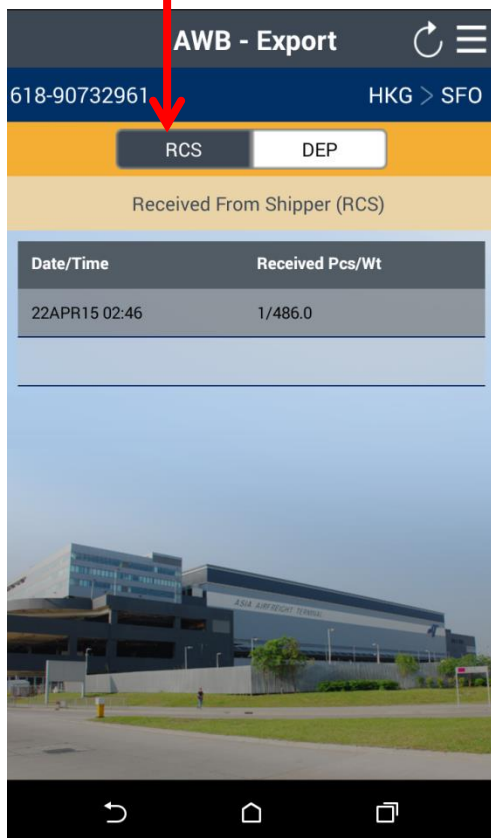 AWB - Export
618-90732961 HKG > SFO
RCS DEP
Received From Shipper (RCS)
Date/Time Received Pcs/Wt
22APR15 02:46 1/486.0
ASIA AIRFREIGHT TERMINAL